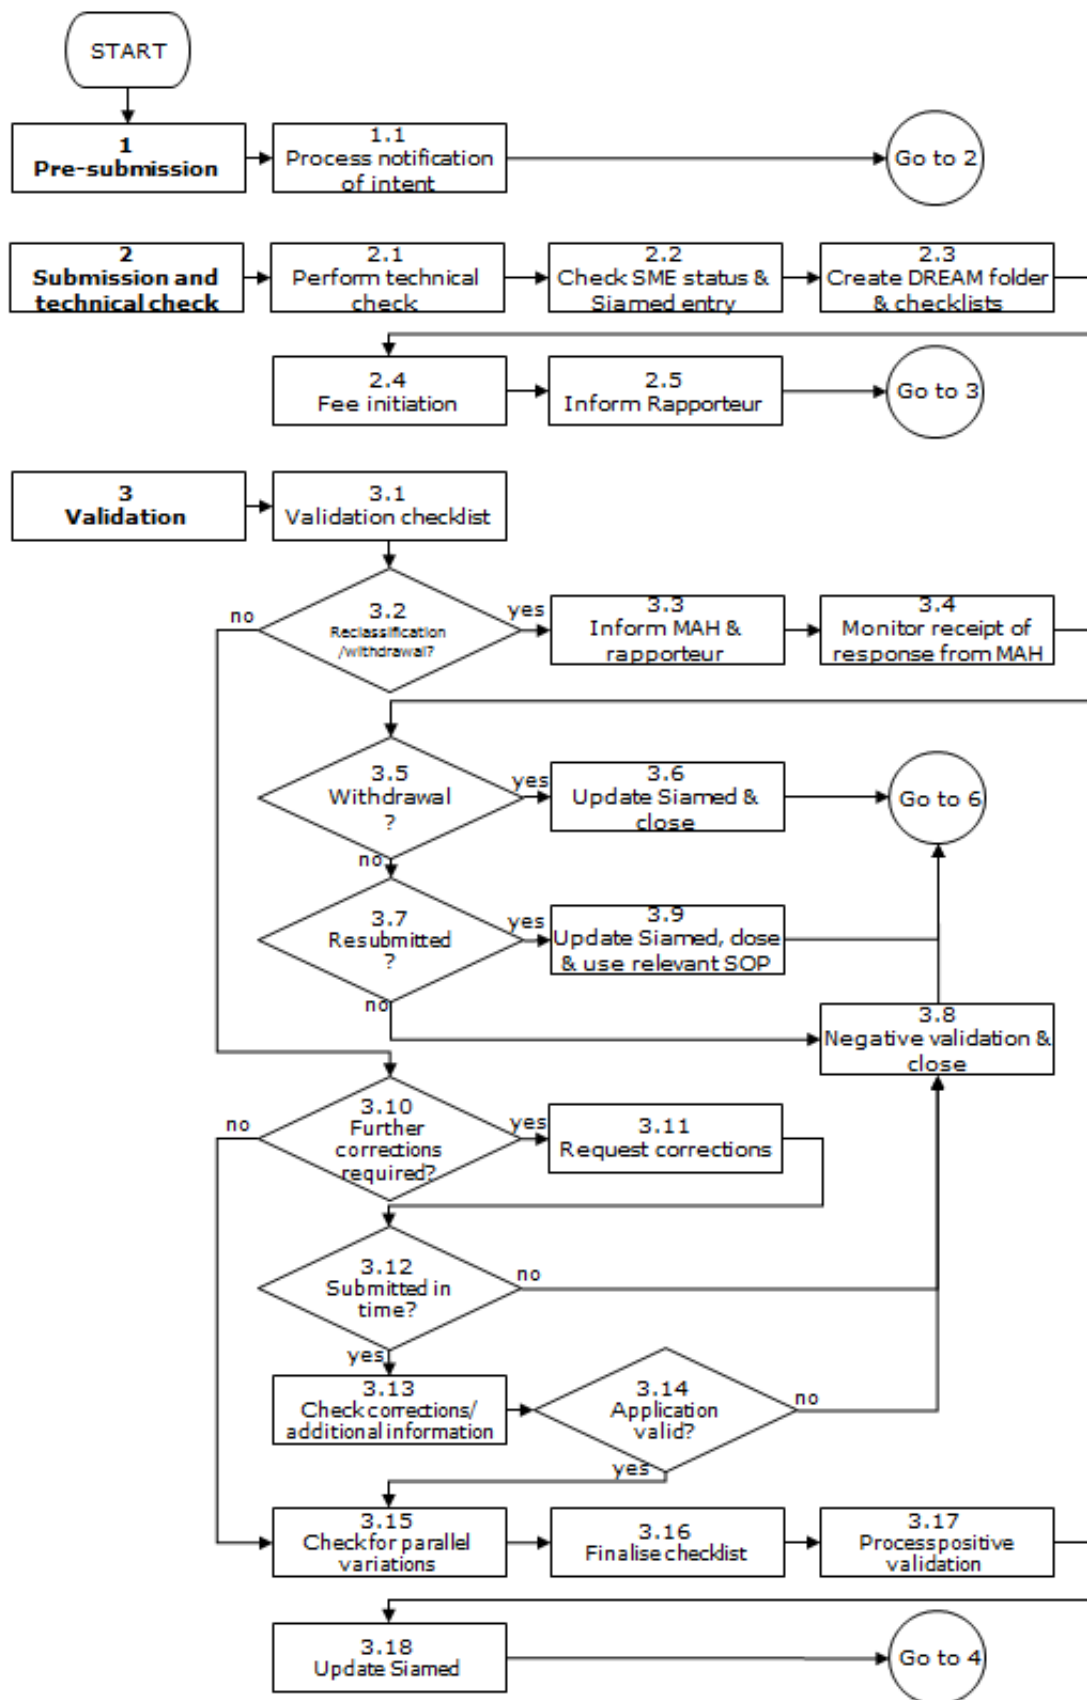 START
1
Pre-submission
1.1
Process notification
of intent
Go to 2
2
Submission and
technical check
2.1
Perform technical
check
2.2
Check SME status &
Siamed entry
2.3
Create DREAM folder
& checklists
2.4
Fee initiation
2.5
Inform Rapporteur
Go to 3
3
Validation
3.1
Validation checklist
no
3.2
Reclassification
/withdrawal?
yes
3.3
Inform MAH &
rapporteur
3.4
Monitor receipt of
response from MAH
3.5
Withdrawal
?
yes
no
3.6
Update Siamed &
close
Go to 6
3.7
Resubmitted
?
yes
no
3.9
Update Siamed, close
& use relevant SOP
3.8
Negative validation &
close
no
3.10
Further
corrections
required?
yes
3.11
Request corrections
3.12
Submitted in
time?
no
yes
3.13
Check corrections/
additional information
3.14
Application
valid?
no
yes
3.15
Check for parallel
variations
3.16
Finalise checklist
3.17
Process positive
validation
3.18
Update Siamed
Go to 4